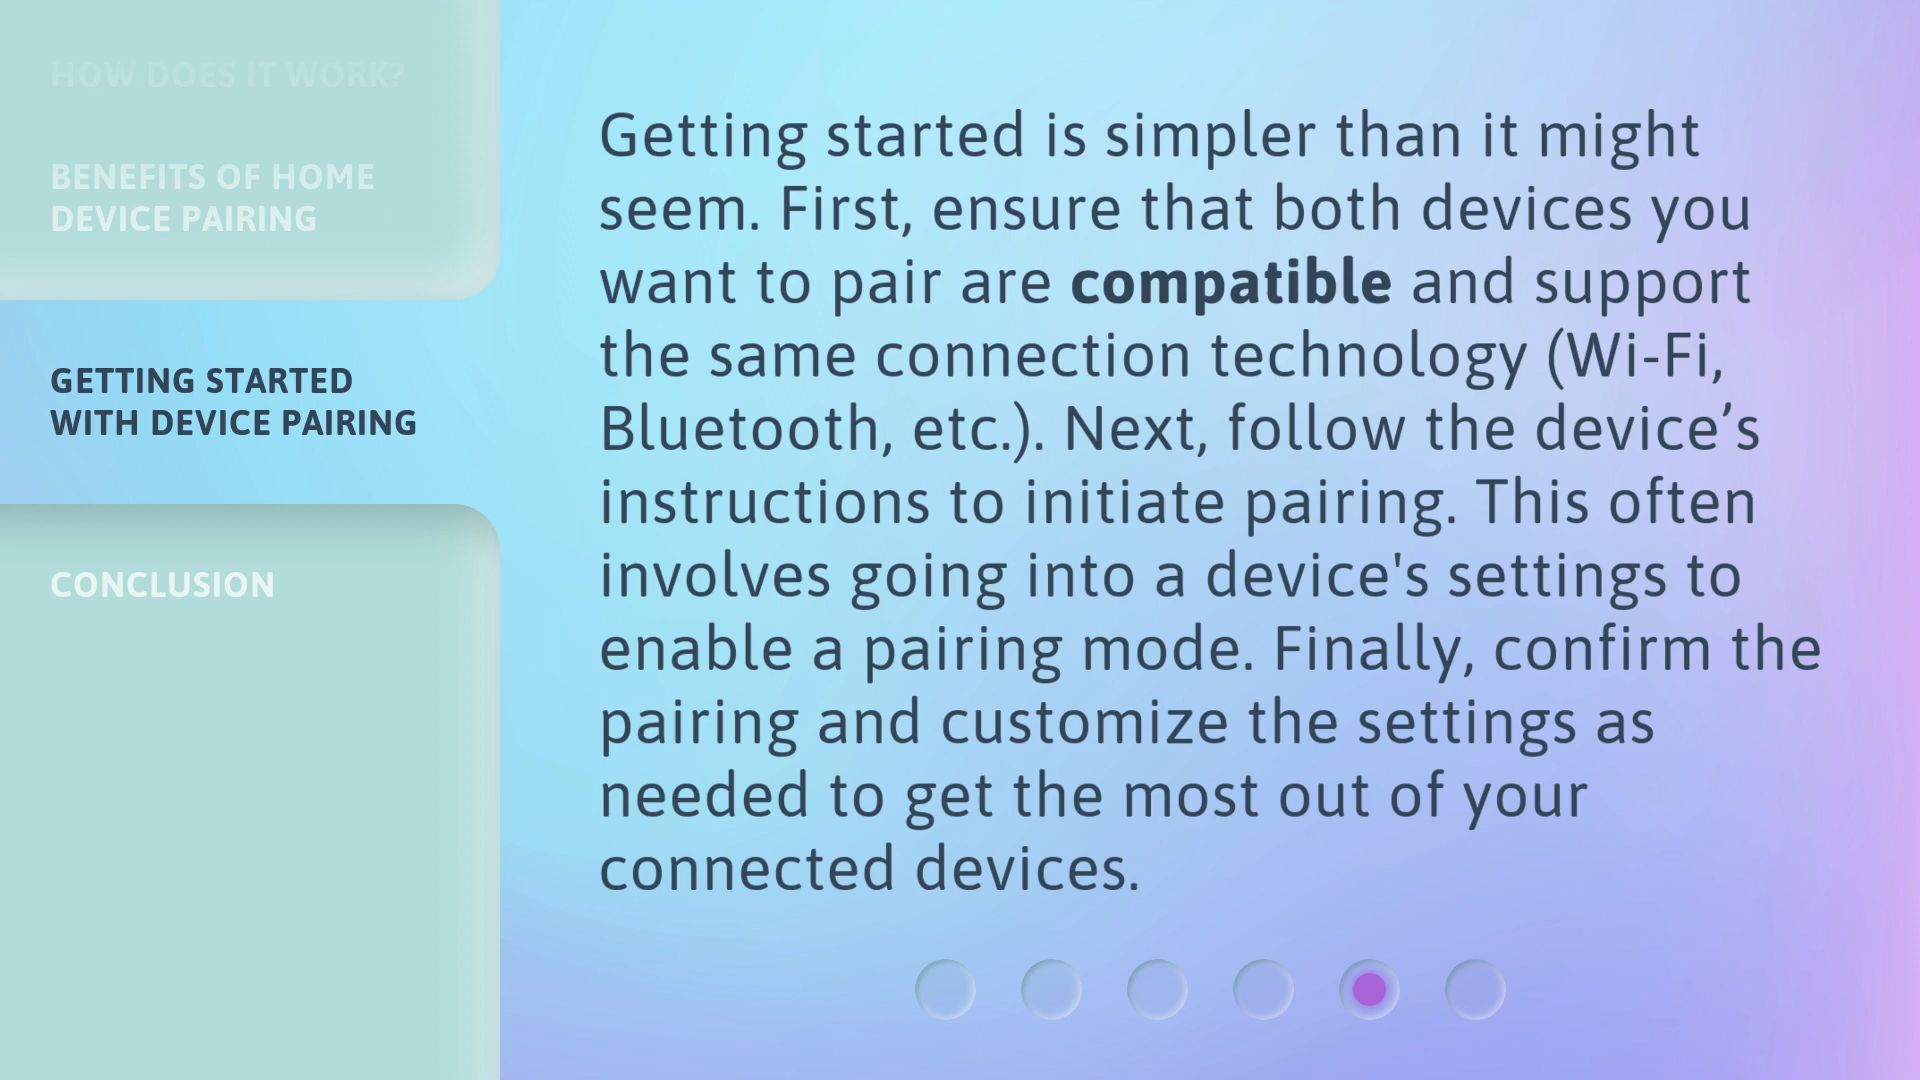 HOW DOES IT WORK?
BENEFITS OF HOME
DEVICE PAIRING
GETTING STARTED
WITH DEVICE PAIRING
CONCLUSION
Getting started is simpler than it might
seem. First, ensure that both devices you
want to pair are compatible and support
the same connection technology (Wi-Fi,
Bluetooth, etc.). Next, follow the device’s
instructions to initiate pairing. This often
involves going into a device's settings to
enable a pairing mode. Finally, confirm the
pairing and customize the settings as
needed to get the most out of your
connected devices.